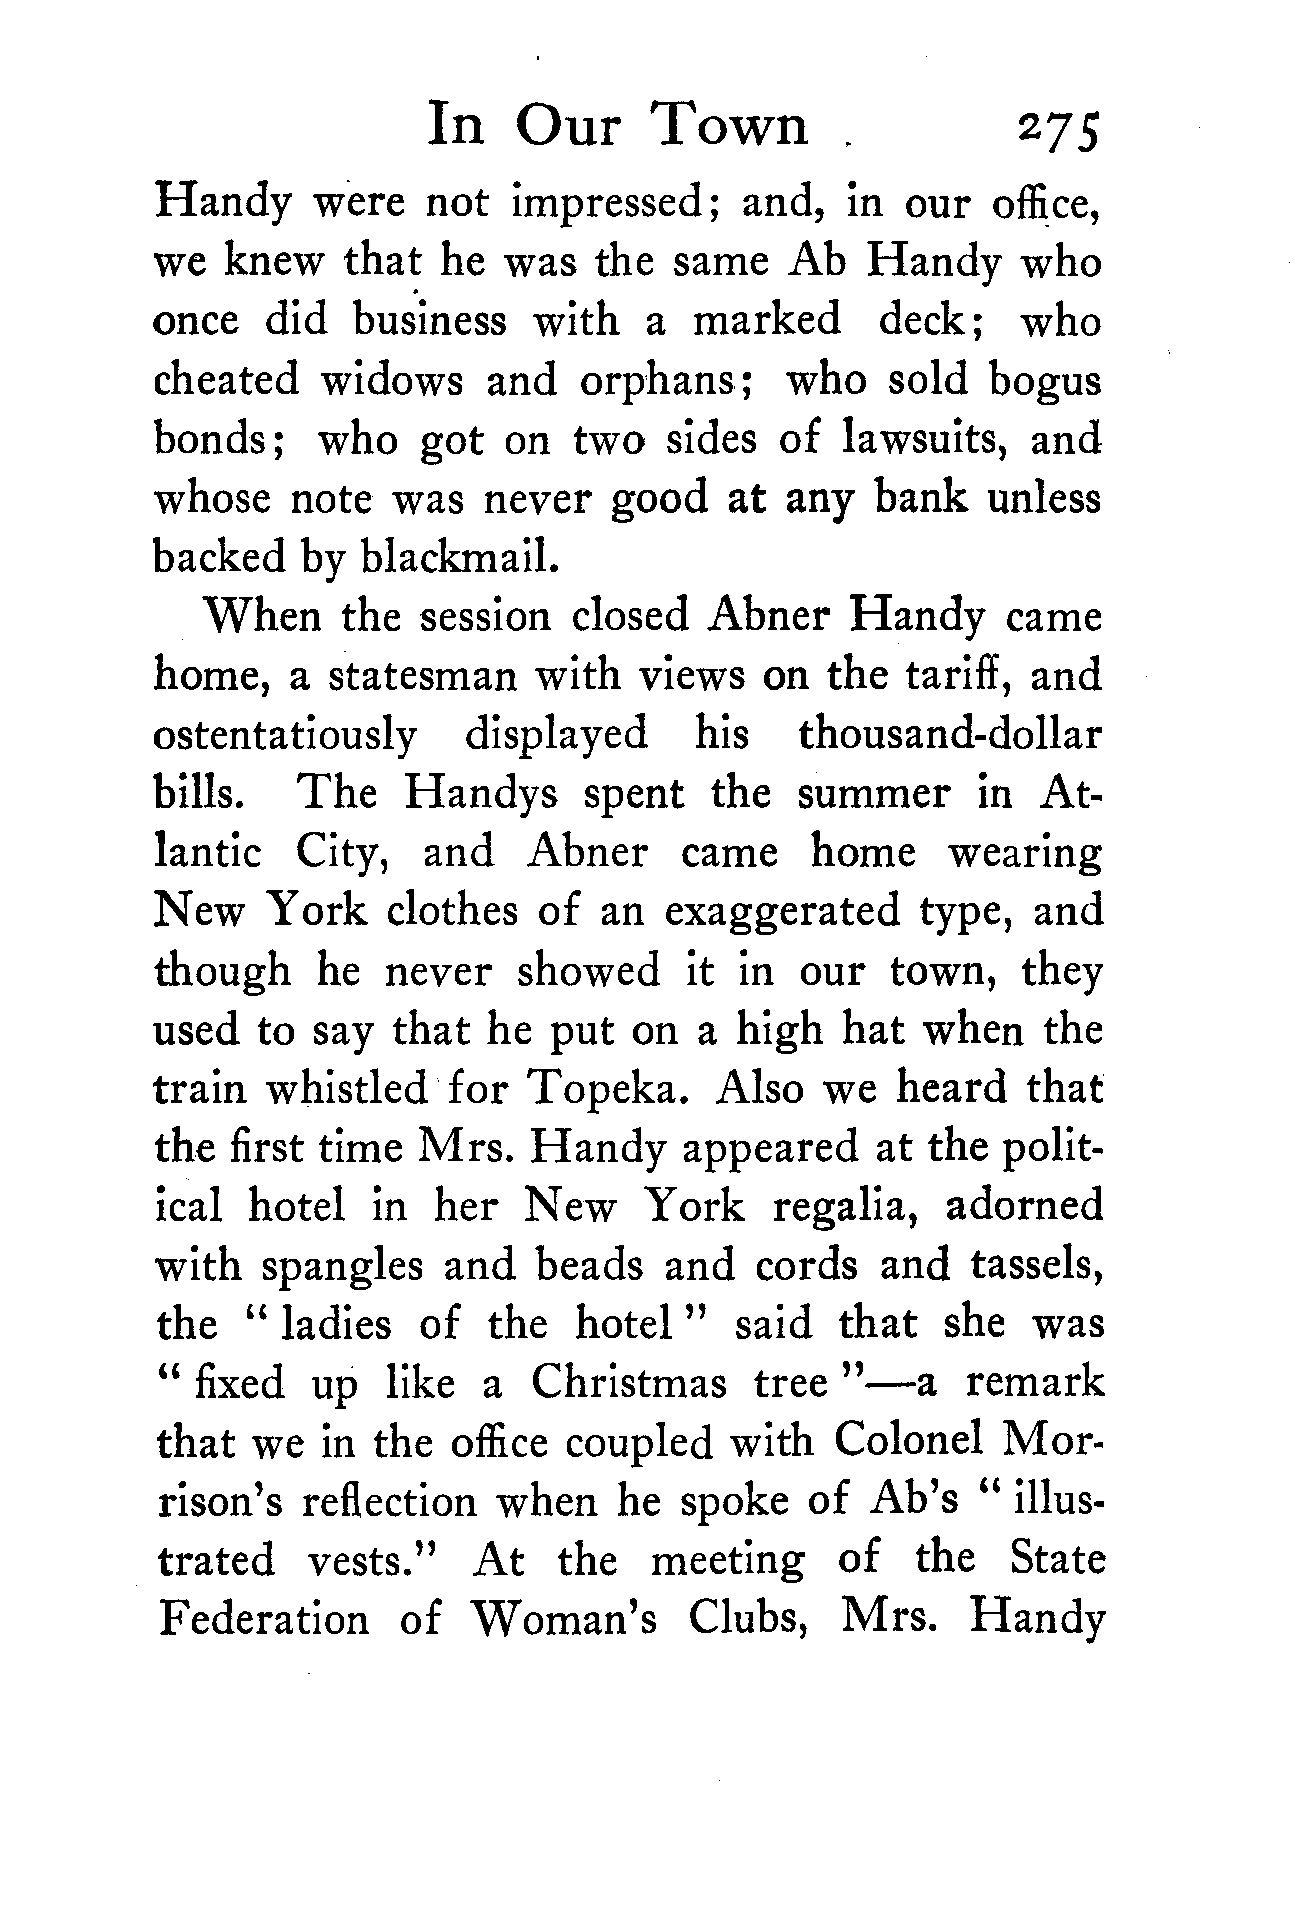 In Our Town 275
Handy were not impressed; and, in our office,
we knew that he was the same Ab Handy who
once did business with a marked deck; who
cheated widows and orphans; who sold bogus
bonds; who got on two sides of lawsuits, and
whose note was never good at any bank unless
backed by blackmail.
When the session closed Abner Handy came
home, a statesman with views on the tariff, and
ostentatiously displayed his thousand-dollar
bills. The Handys spent the summer in At-
lantic City, and Abner came home wearing
New York clothes of an exaggerated type, and
though he never showed it in our town, they
used to say that he put on a high hat when the
train whistled for Topeka. Also we heard that
the first time Mrs. Handy appeared at the polit-
ical hotel in her New York regalia, adorned
with spangles and beads and cords and tassels,
the " ladies of the hotel " said that she was
" fixed up like a Christmas tree "—a remark
that we in the office coupled with Colonel Mor-
rison's reflection when he spoke of Ab's " illus-
trated vests." At the meeting of the State
Federation of Woman's Clubs, Mrs. Handy